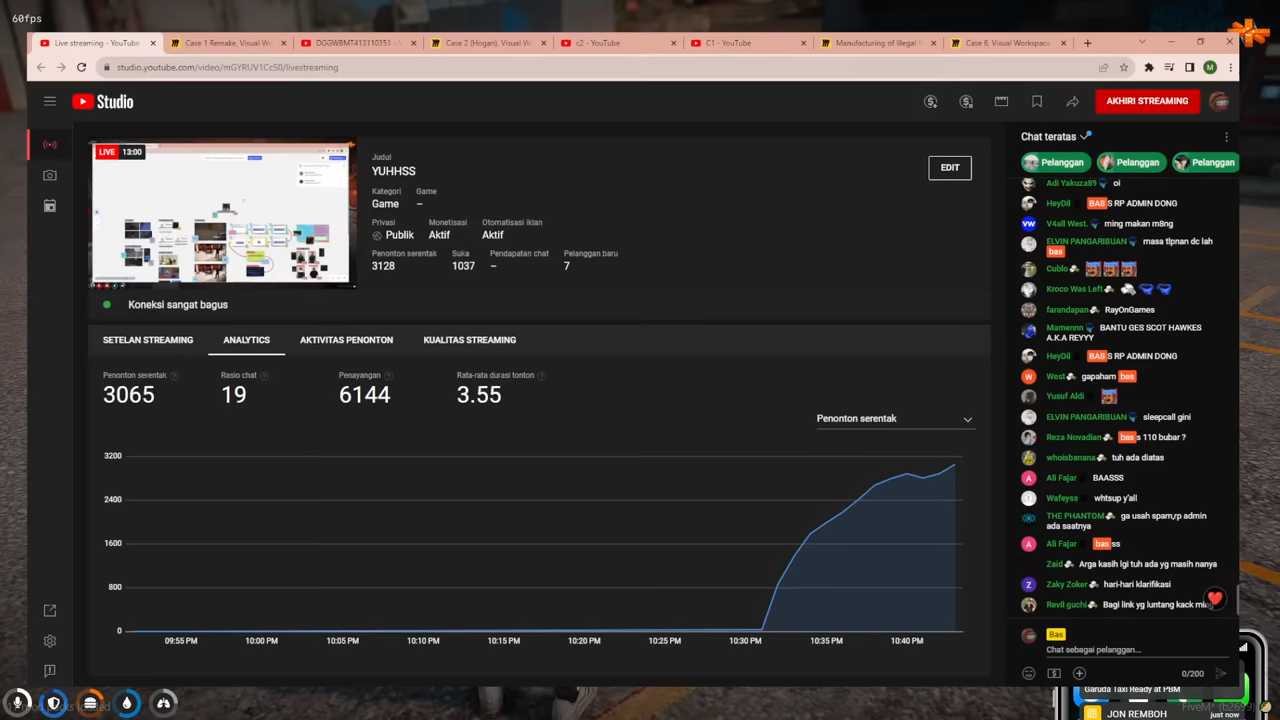 60fps
Live streaming - YouTube
Case 1 Remake, Visual Wo
DGGWBMT413110351 - Y
Case 2 (Hogan), Visual W
c2 - YouTube
C1 - YouTube
Manufacturing of Illegal V
Case 6, Visual Workspace
studio.youtube.com/video/mGYRUV1Cc50/livestreaming
M
Studio
AKHIRI STREAMING
LIVE 13:00
Judul
YUHHSS
EDIT
Kategori Game
Game –
Privasi Monetisasi Otomatisasi iklan
Publik Aktif Aktif
Penonton serentak Suka Pendapatan chat Pelanggan baru
3128 1037 – 7
Koneksi sangat bagus
SETELAN STREAMING
ANALYTICS
AKTIVITAS PENONTON
KUALITAS STREAMING
Penonton serentak Rasio chat Penayangan Rata-rata durasi tonton
3065 19 6144 3.55
Penonton serentak
3200
2400
1600
800
0
09:55 PM 10:00 PM 10:05 PM 10:10 PM 10:15 PM 10:20 PM 10:25 PM 10:30 PM 10:35 PM 10:40 PM
Chat teratas
Pelanggan Pelanggan Pelanggan
Adi Yakuza89 oi
HeyDil BAS RP ADMIN DONG
V4all West. ming makan m8ng
ELVIN PANGARIBUAN masa tlpnan dc lah
bas
Cublo
Kroco Was Left
farandapan RayOnGames
Mamennn BANTU GES SCOT HAWKES
A.K.A REYYY
HeyDil BAS RP ADMIN DONG
West gapaham bas
Yusuf Aldi
ELVIN PANGARIBUAN sleepcall gini
Reza Novadian bas 110 bubar ?
whoisbanana tuh ada diatas
Ali Fajar BAASSS
Wafeyss whtsup y'all
THE PHANTOM ga usah spam,rp admin
ada saatnya
Ali Fajar basss
Zaid Arga kasih lgi tuh ada yg masih nanya
Zaky Zoker hari-hari klarifikasi
Revil guchi Bagi link yg luntang kack ming
Bas
Chat sebagai pelanggan...
0/200
Garuda Taxi Ready at PBM
JON REMBOH just now
FiveM* (b2699)